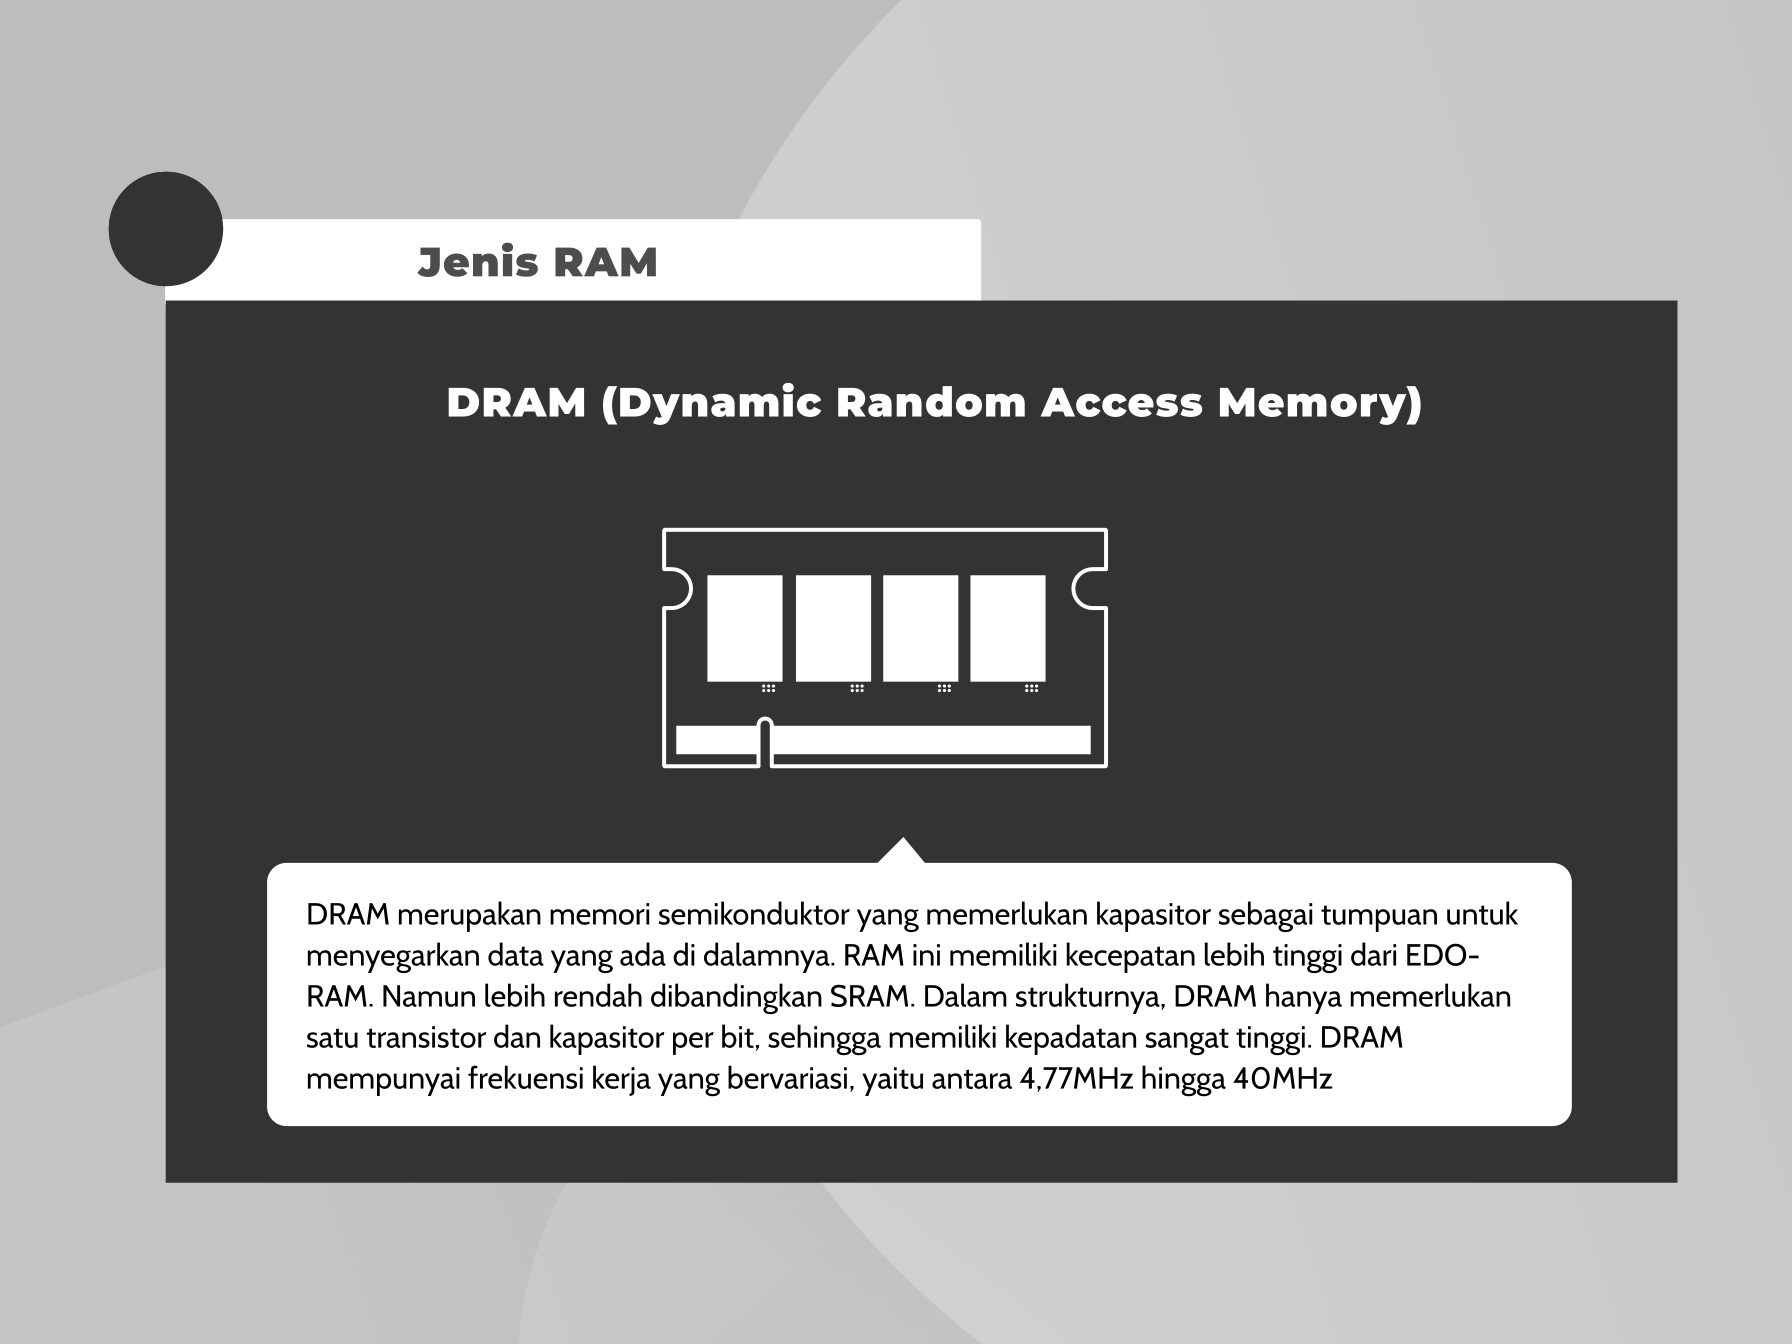 Jenis RAM
DRAM (Dynamic Random Access Memory)
DRAM merupakan memori semikonduktor yang memerlukan kapasitor sebagai tumpuan untuk
menyegarkan data yang ada di dalamnya. RAM ini memiliki kecepatan lebih tinggi dari EDO-
RAM. Namun lebih rendah dibandingkan SRAM. Dalam strukturnya, DRAM hanya memerlukan
satu transistor dan kapasitor per bit, sehingga memiliki kepadatan sangat tinggi. DRAM
mempunyai frekuensi kerja yang bervariasi, yaitu antara 4,77MHz hingga 40MHz